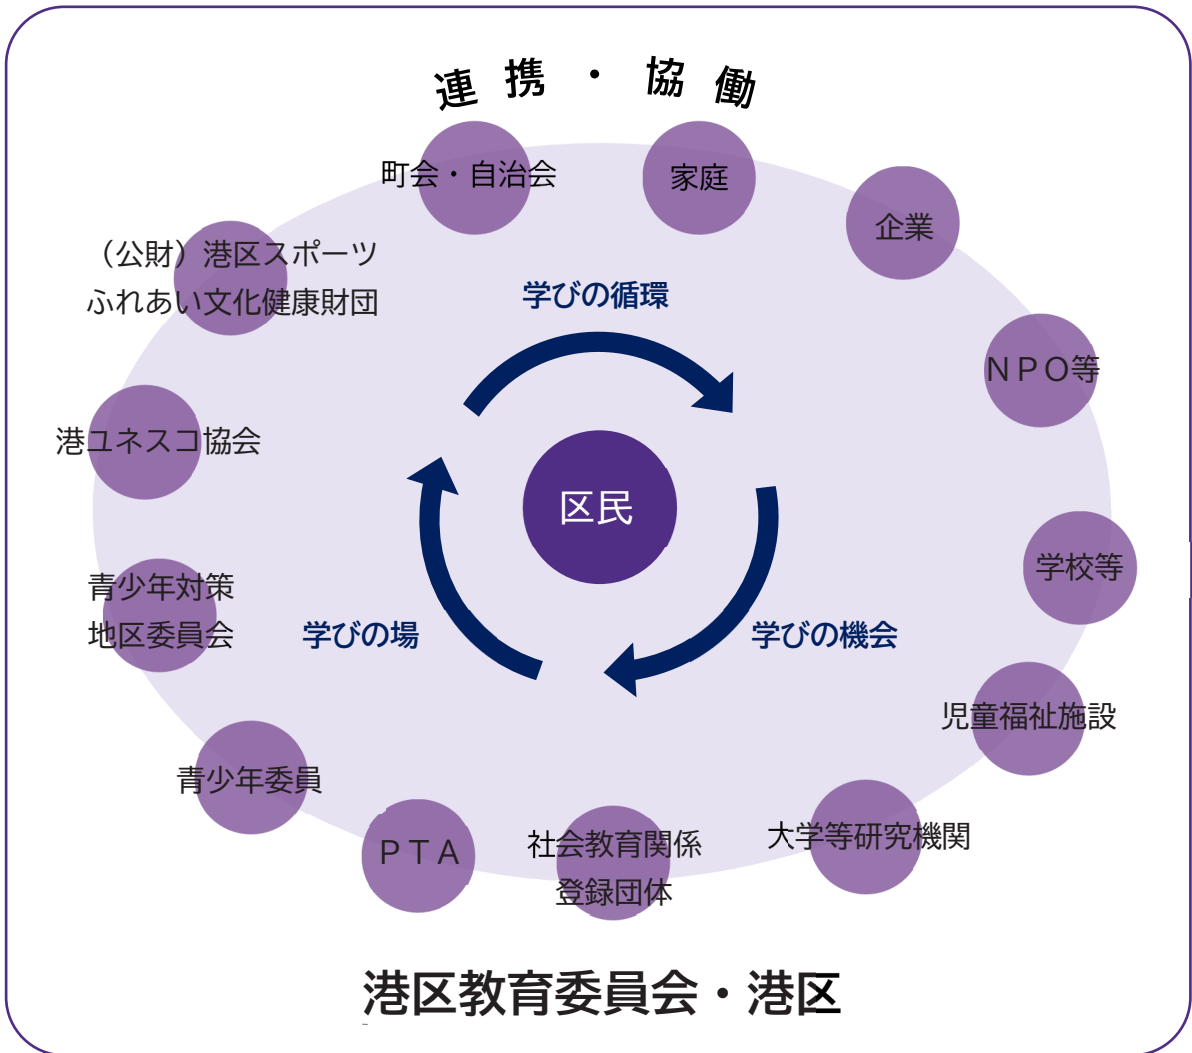 連携・協働
町会・自治会
家庭
企業
（公財）港区スポーツ
ふれあい文化健康財団
学びの循環
ＮＰＯ等
港ユネスコ協会
区民
学校等
青少年対策
地区委員会
学びの場
学びの機会
児童福祉施設
青少年委員
ＰＴＡ
社会教育関係
登録団体
大学等研究機関
港区教育委員会・港区